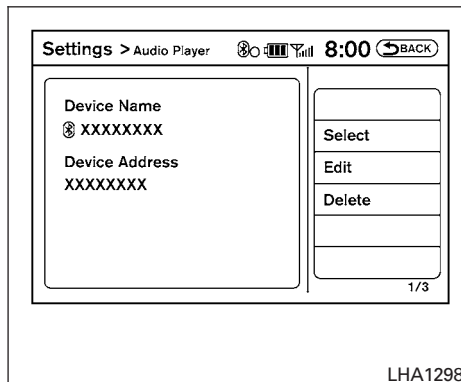 Settings > Audio Player 8:00 BACK
Device Name
XXXXXXXX
Device Address
XXXXXXXX
Select
Edit
Delete
1/3
LHA1298